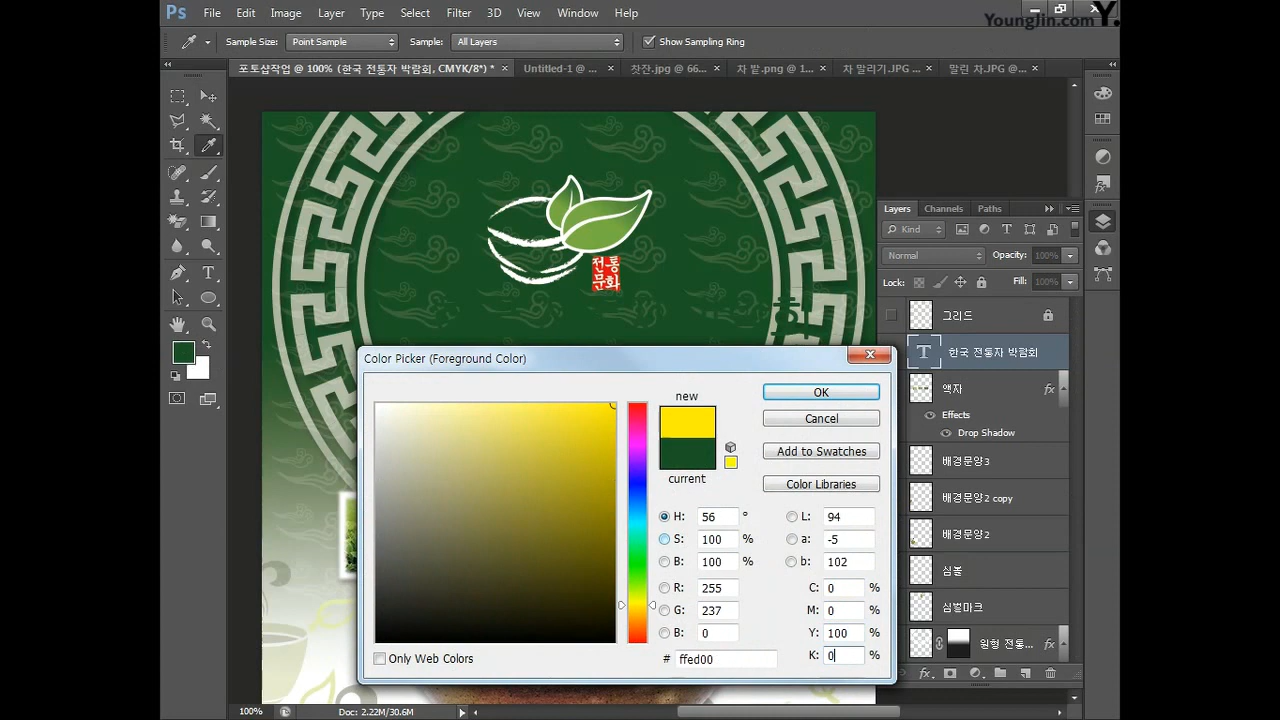 Ps File Edit Image Layer Type Select Filter 3D View Window Help
YoungJin.com Y.
Sample Size: Point Sample Sample: All Layers Show Sampling Ring
포토샵작업 @ 100% (한국 전통차 박람회, CMYK/8*) * Untitled-1 @ ... 찻잔.jpg @ 66... 차 밭.png @ 1... 차 말리기.JPG ... 말린 차.JPG @...
전통
문화
Layers Channels Paths
Kind
Normal Opacity: 100%
Lock: Fill: 100%
그리드
T 한국 전통차 박람회
액자 fx
Effects
Drop Shadow
배경문양3
배경문양2 copy
배경문양2
심볼
심벌마크
원형 전통... fx
Color Picker (Foreground Color)
new
current
OK
Cancel
Add to Swatches
Color Libraries
H: 56 ° L: 94
S: 100 % a: -5
B: 100 % b: 102
R: 255 C: 0 %
G: 237 M: 0 %
B: 0 Y: 100 %
# ffed00 K: 0 %
Only Web Colors
100% Doc: 2.22M/30.6M